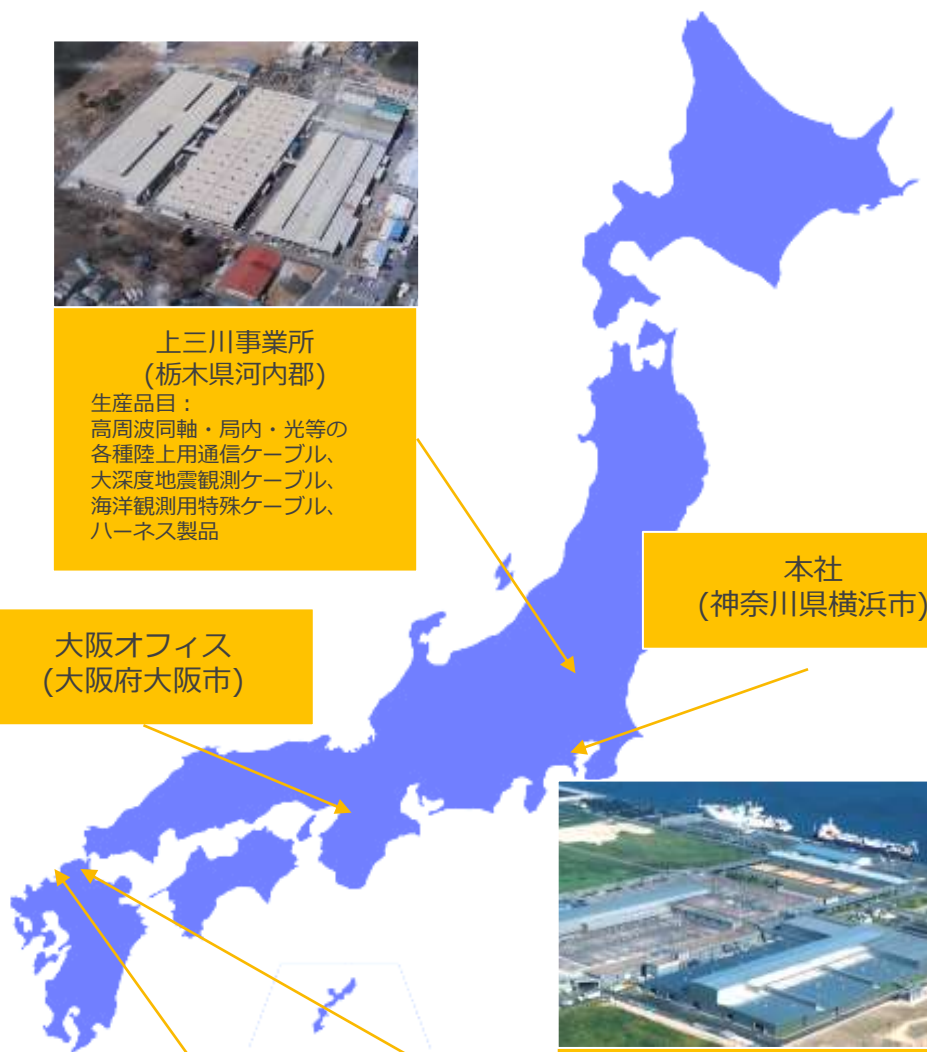 上三川事業所
(栃木県河内郡)
生産品目：
高周波同軸・局内・光等の
各種陸上用通信ケーブル、
大深度地震観測ケーブル、
海洋観測用特殊ケーブル、
ハーネス製品
本社
(神奈川県横浜市)
大阪オフィス
(大阪府大阪市)